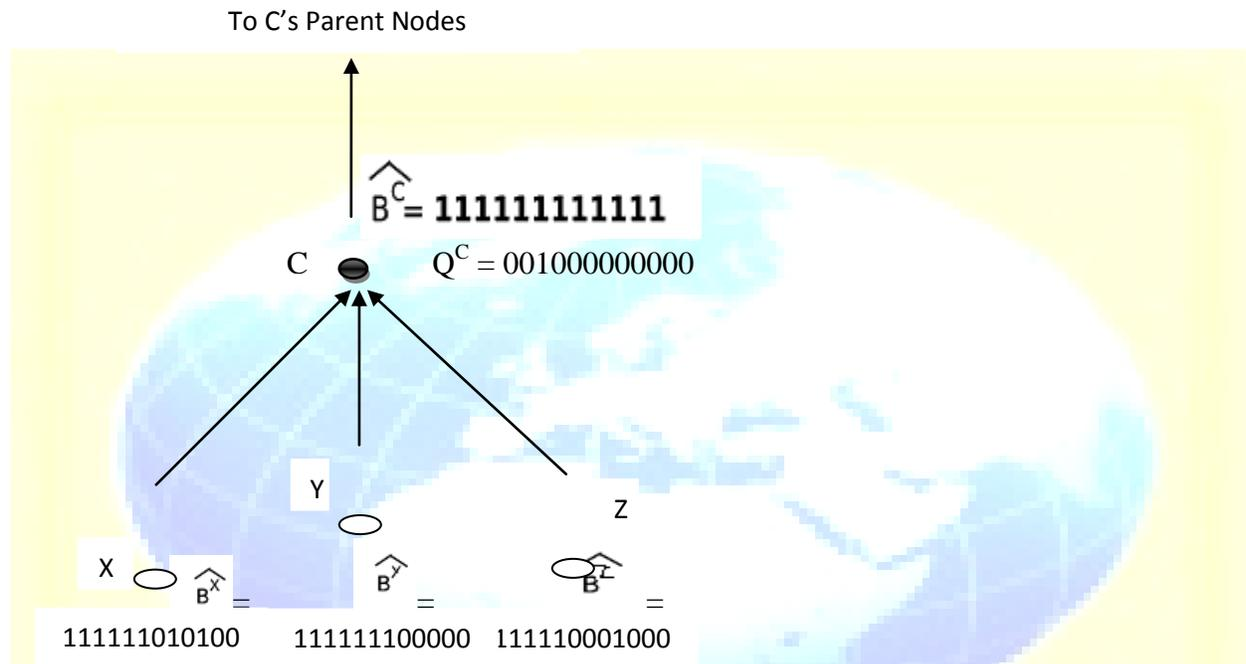 To C’s Parent Nodes
B^C = 111111111111
C Q^C = 001000000000
Y
Z
X B^X = B^Y = B^Z =
111111010100 111111100000 111110001000